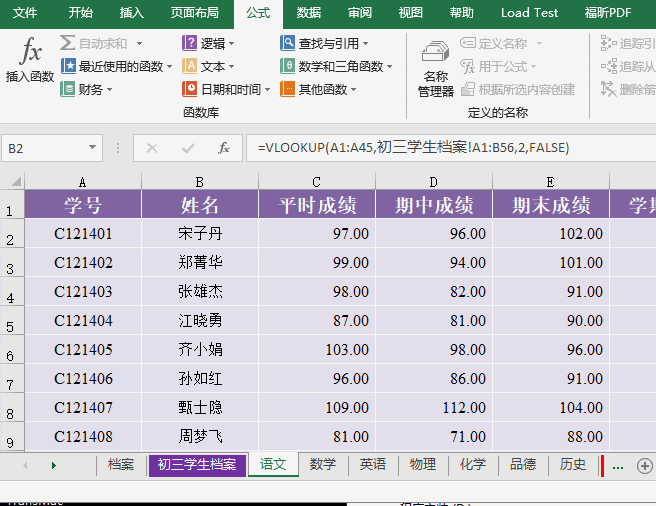 文件 开始 插入 页面布局 公式 数据 审阅 视图 帮助 Load Test 福昕PDF
fx Σ 自动求和 ? 逻辑 查找与引用 定义名称 追踪引
插入函数 最近使用的函数 A 文本 θ 数学和三角函数 名称 fx 用于公式 追踪从
财务 日期和时间 其他函数 管理器 根据所选内容创建 删除箭
函数库 定义的名称
B2 fx =VLOOKUP(A1:A45,初三学生档案!A1:B56,2,FALSE)
A B C D E
1 学号 姓名 平时成绩 期中成绩 期末成绩 学期
2 C121401 宋子丹 97.00 96.00 102.00
3 C121402 郑菁华 99.00 94.00 101.00
4 C121403 张雄杰 98.00 82.00 91.00
5 C121404 江晓勇 87.00 81.00 90.00
6 C121405 齐小娟 103.00 98.00 96.00
7 C121406 孙如红 96.00 86.00 91.00
8 C121407 甄士隐 109.00 112.00 104.00
9 C121408 周梦飞 81.00 71.00 88.00
档案 初三学生档案 语文 数学 英语 物理 化学 品德 历史 ...